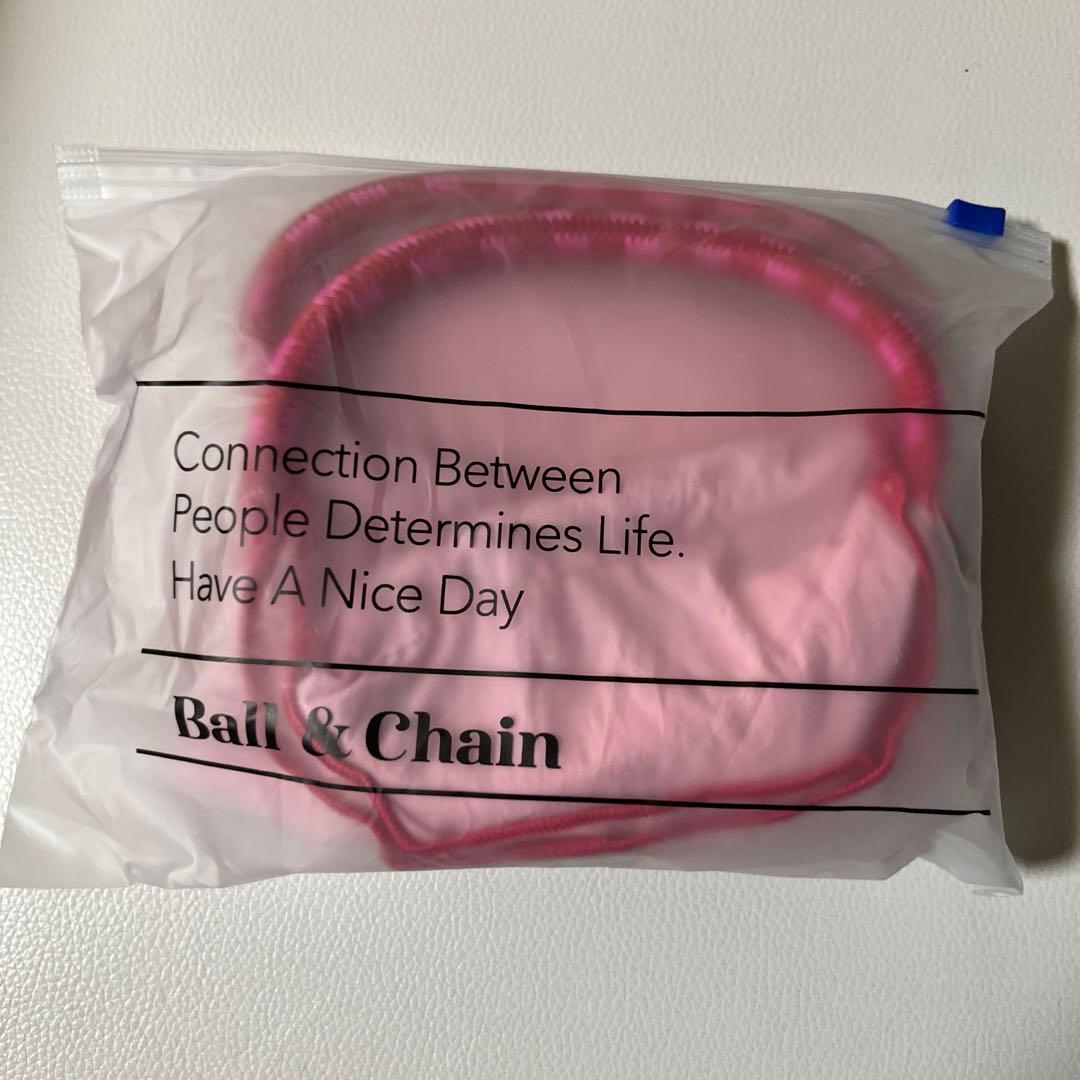 Connection Between
People Determines Life.
Have A Nice Day
Ball & Chain